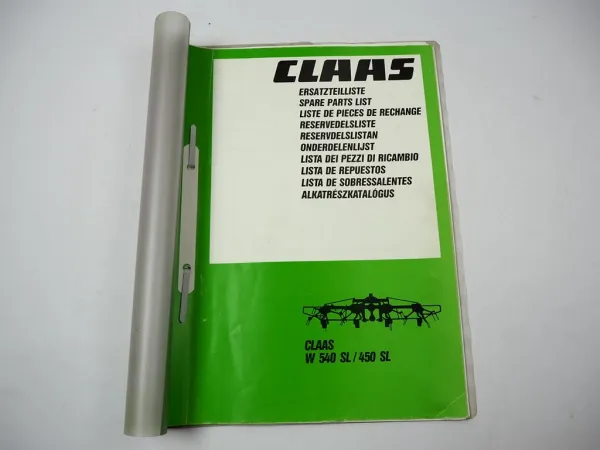 CLAAS
ERSATZTEILLISTE
SPARE PARTS LIST
LISTE DE PIECES DE RECHANGE
RESERVEDELSLISTE
RESERVDELSLISTAN
ONDERDELENLIJST
LISTA DEI PEZZI DI RICAMBIO
LISTA DE REPUESTOS
LISTA DE SOBRESSALENTES
ALKATRÉSZKATALÓGUS
CLAAS
W 540 SL/450 SL